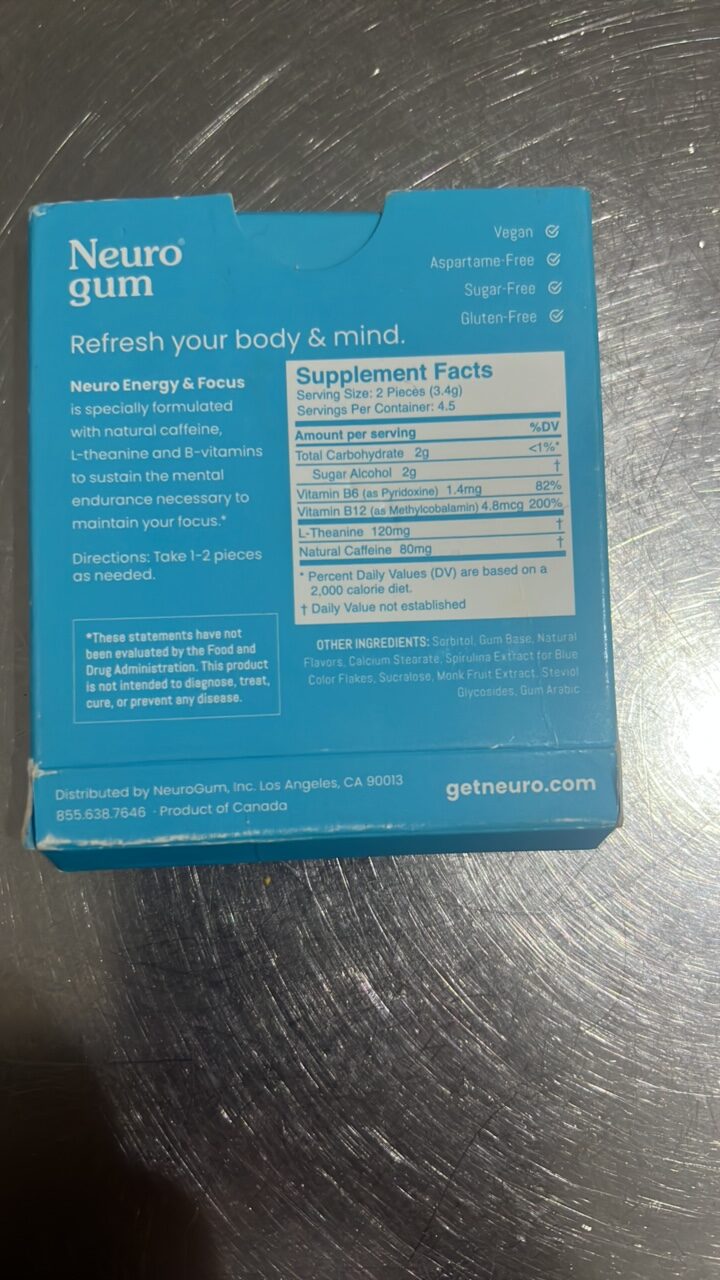 Neuro®
gum
Vegan
Aspartame-Free
Sugar-Free
Gluten-Free
Refresh your body & mind.
Neuro Energy & Focus
is specially formulated
with natural caffeine,
L-theanine and B-vitamins
to sustain the mental
endurance necessary to
maintain your focus.*
Directions: Take 1-2 pieces
as needed.
*These statements have not
been evaluated by the Food and
Drug Administration. This product
is not intended to diagnose, treat,
cure, or prevent any disease.
Supplement Facts
Serving Size: 2 Pieces (3.4g)
Servings Per Container: 4.5
Amount per serving %DV
Total Carbohydrate 2g <1%*
Sugar Alcohol 2g †
Vitamin B6 (as Pyridoxine) 1.4mg 82%
Vitamin B12 (as Methylcobalamin) 4.8mcg 200%
L-Theanine 120mg †
Natural Caffeine 80mg †
* Percent Daily Values (DV) are based on a
2,000 calorie diet.
† Daily Value not established
OTHER INGREDIENTS: Sorbitol, Gum Base, Natural
Flavors, Calcium Stearate, Spirulina Extract for Blue
Color Flakes, Sucralose, Monk Fruit Extract, Steviol
Glycosides, Gum Arabic
Distributed by NeuroGum, Inc. Los Angeles, CA 90013
855.638.7646 - Product of Canada
getneuro.com